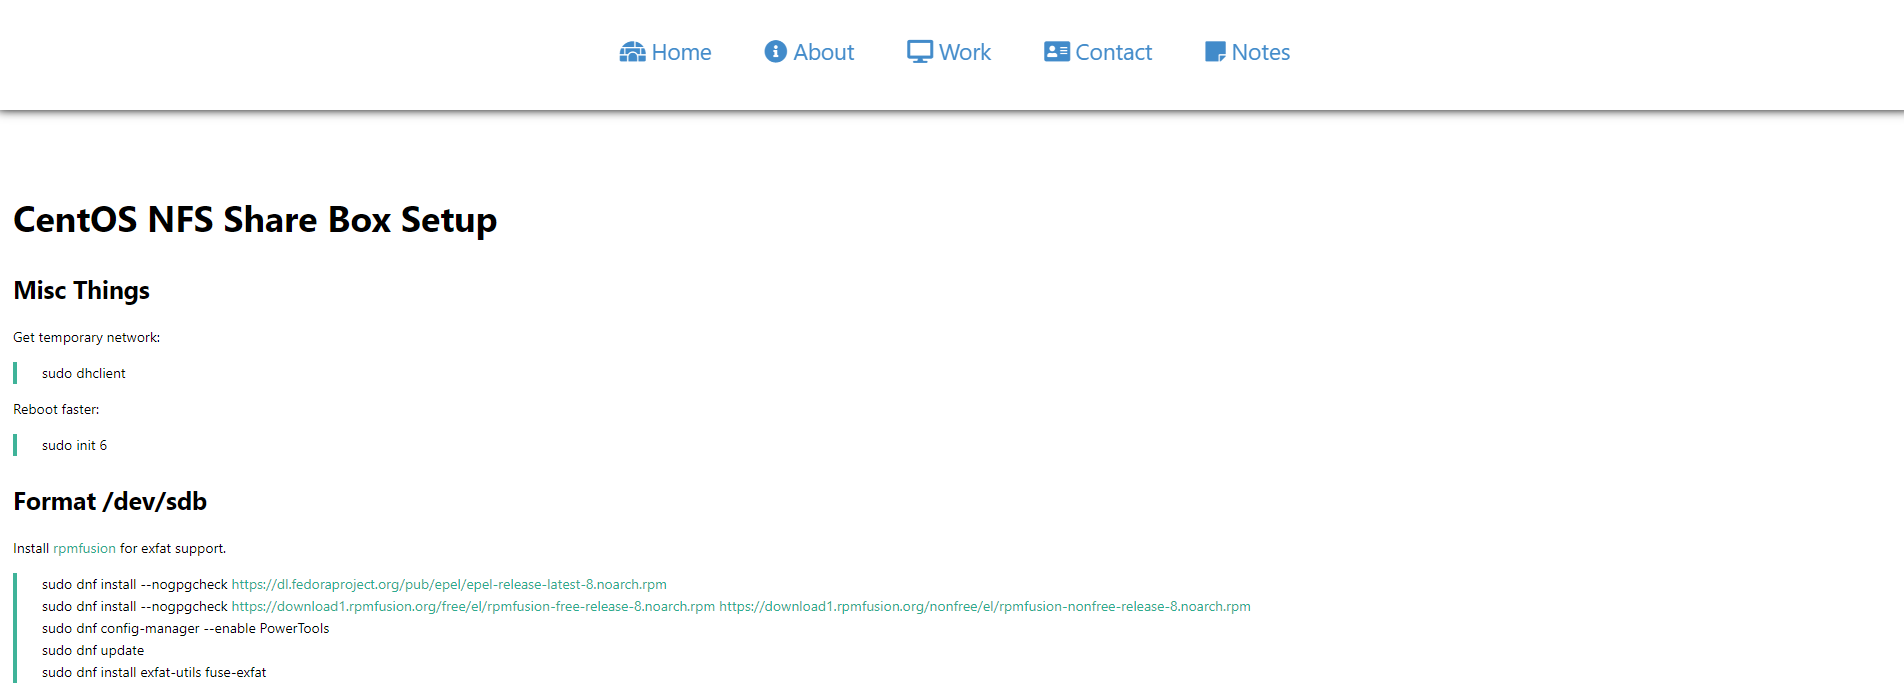 Home About Work Contact Notes
CentOS NFS Share Box Setup
Misc Things
Get temporary network:
sudo dhclient
Reboot faster:
sudo init 6
Format /dev/sdb
Install rpmfusion for exfat support.
sudo dnf install --nogpgcheck https://dl.fedoraproject.org/pub/epel/epel-release-latest-8.noarch.rpm
sudo dnf install --nogpgcheck https://download1.rpmfusion.org/free/el/rpmfusion-free-release-8.noarch.rpm https://download1.rpmfusion.org/nonfree/el/rpmfusion-nonfree-release-8.noarch.rpm
sudo dnf config-manager --enable PowerTools
sudo dnf update
sudo dnf install exfat-utils fuse-exfat